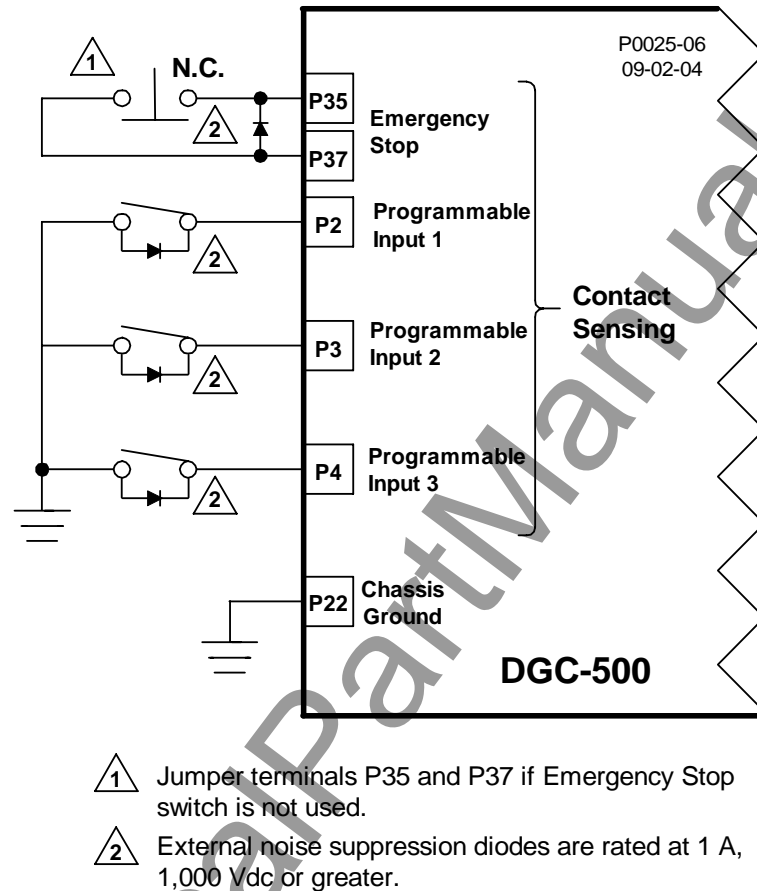 P0025-06
09-02-04
1
N.C.
2
P35
P37
Emergency
Stop
2
P2
Programmable
Input 1
2
P3
Programmable
Input 2
2
P4
Programmable
Input 3
Contact
Sensing
P22
Chassis
Ground
DGC-500
1 Jumper terminals P35 and P37 if Emergency Stop
switch is not used.
2 External noise suppression diodes are rated at 1 A,
1,000 Vdc or greater.
alPartManual